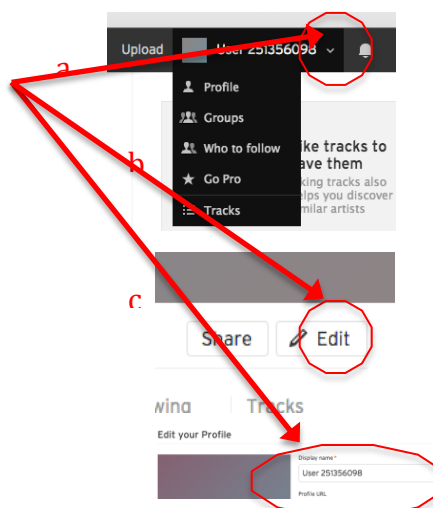 Upload User 251356098
a
Profile
Groups
b
Who to follow
Go Pro
Tracks
ike tracks to
ave them
king tracks also
elps you discover
milar artists
c
Share Edit
wing Tracks
Edit your Profile
Display name*
User 251356098
Profile URL